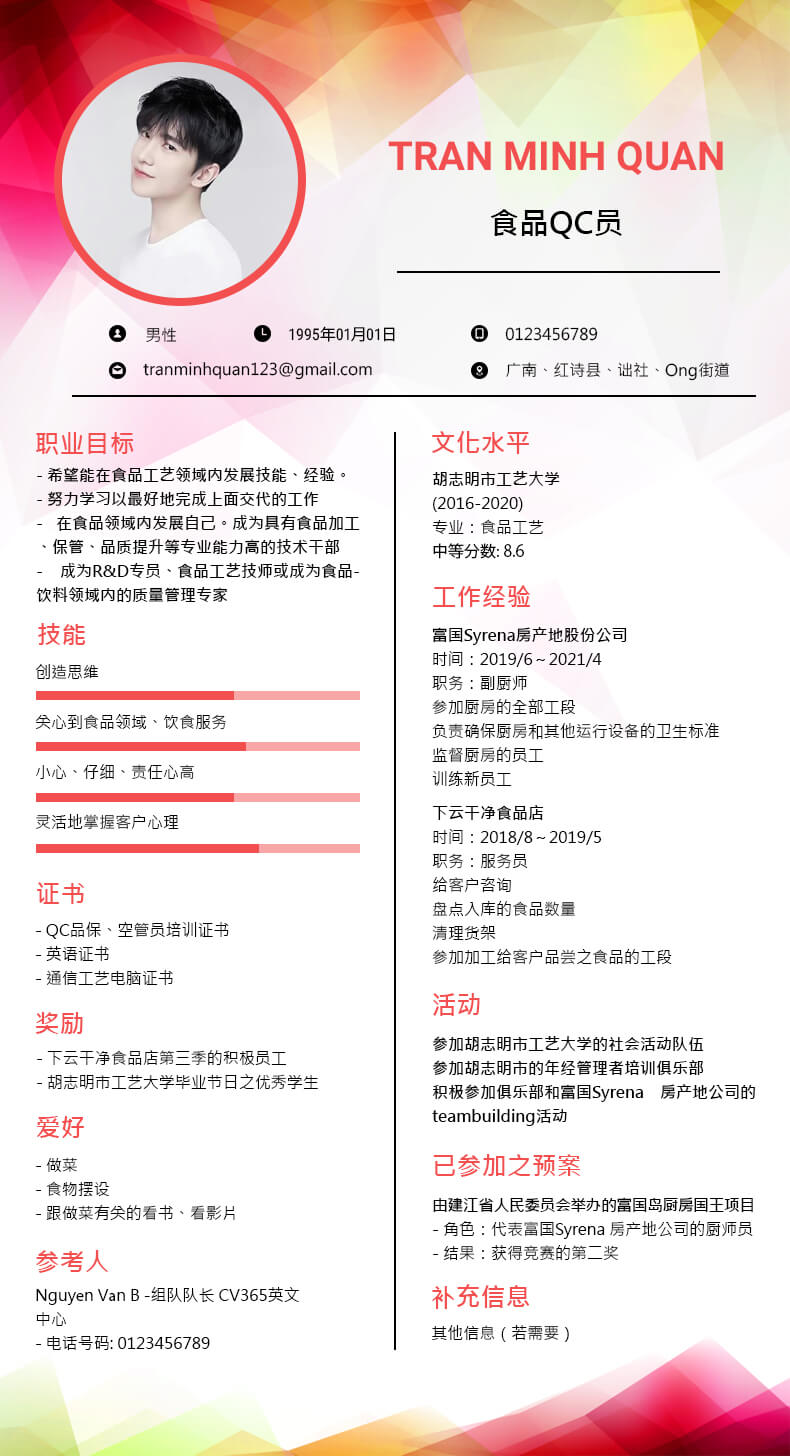 TRAN MINH QUAN
食品QC员
男性
1995年01月01日
0123456789
tranminhquan123@gmail.com
广南、红诗县、诎社、Ong街道
职业目标
- 希望能在食品工艺领域内发展技能、经验。
- 努力学习以最好地完成上面交代的工作
- 在食品领域内发展自己。成为具有食品加工
、保管、品质提升等专业能力高的技术干部
- 成为R&D专员、食品工艺技师或成为食品-
饮料领域内的质量管理专家
技能
创造思维
关心到食品领域、饮食服务
小心、仔细、责任心高
灵活地掌握客户心理
证书
- QC品保、空管员培训证书
- 英语证书
- 通信工艺电脑证书
奖励
- 下云干净食品店第三季的积极员工
- 胡志明市工艺大学毕业节日之优秀学生
爱好
- 做菜
- 食物摆设
- 跟做菜有关的看书、看影片
参考人
Nguyen Van B -组队队长 CV365英文
中心
- 电话号码: 0123456789
文化水平
胡志明市工艺大学
(2016-2020)
专业：食品工艺
中等分数: 8.6
工作经验
富国Syrena房产地股份公司
时间：2019/6～2021/4
职务：副厨师
参加厨房的全部工段
负责确保厨房和其他运行设备的卫生标准
监督厨房的员工
训练新员工
下云干净食品店
时间：2018/8～2019/5
职务：服务员
给客户咨询
盘点入库的食品数量
清理货架
参加加工给客户品尝之食品的工段
活动
参加胡志明市工艺大学的社会活动队伍
参加胡志明市的年经管理者培训俱乐部
积极参加俱乐部和富国Syrena 房产地公司的
teambuilding活动
已参加之预案
由建江省人民委员会举办的富国岛厨房国王项目
- 角色：代表富国Syrena 房产地公司的厨师员
- 结果：获得竞赛的第二奖
补充信息
其他信息（若需要）